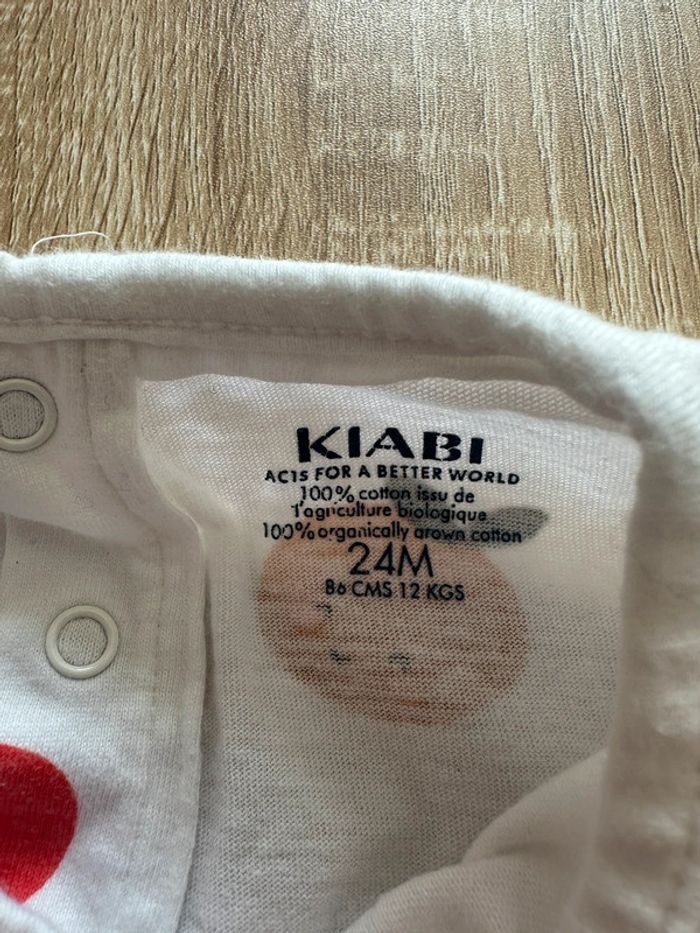 KIABI
ACTS FOR A BETTER WORLD
100% cotton issu de
l'agriculture biologique
100% organically grown cotton
24M
86 CMS 12 KGS